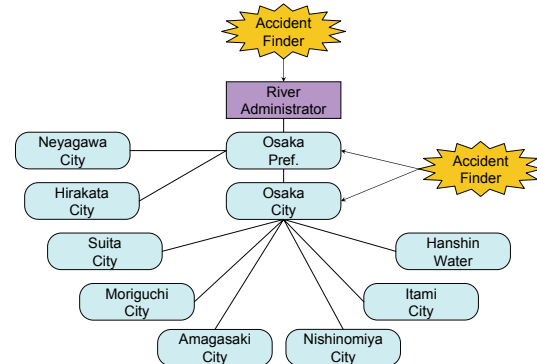 Accident
Finder
River
Administrator
Neyagawa
City
Osaka
Pref.
Accident
Finder
Hirakata
City
Osaka
City
Suita
City
Hanshin
Water
Moriguchi
City
Itami
City
Amagasaki
City
Nishinomiya
City